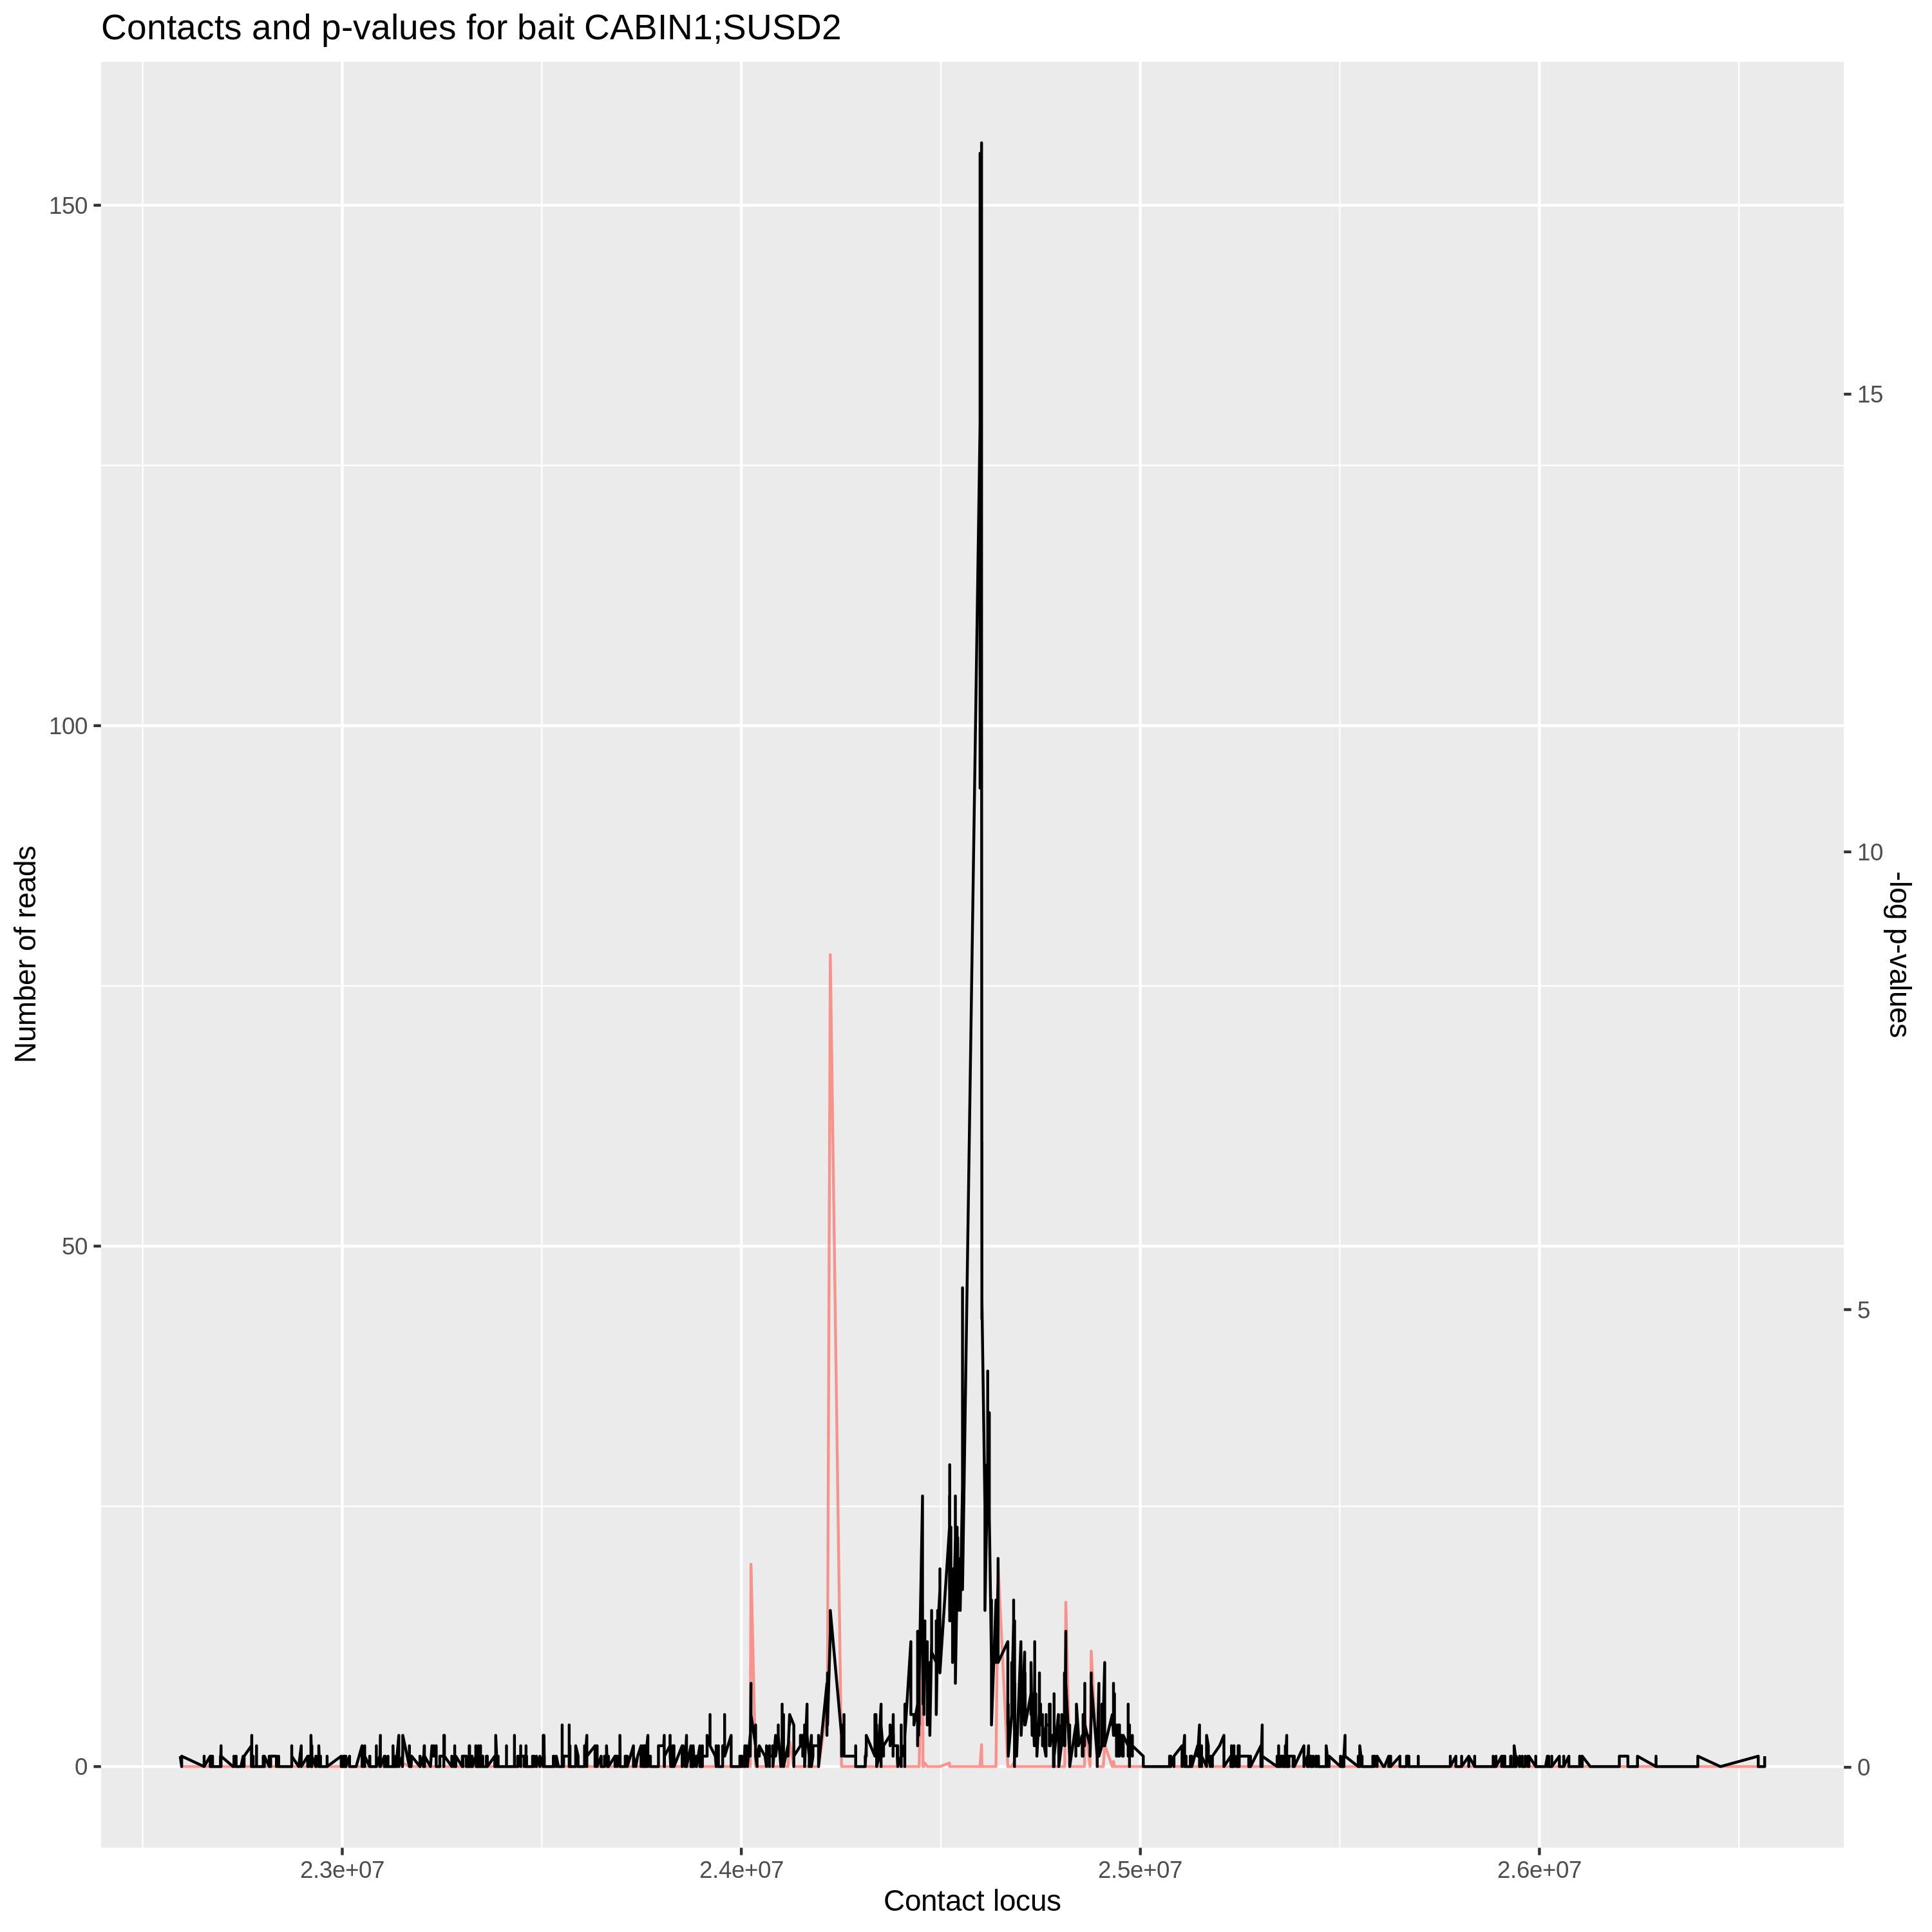 Contacts and p-values for bait CABIN1;SUSD2
150
100
50
0
Number of reads
15
10
5
0
-log p-values
2.3e+07
2.4e+07
2.5e+07
2.6e+07
Contact locus